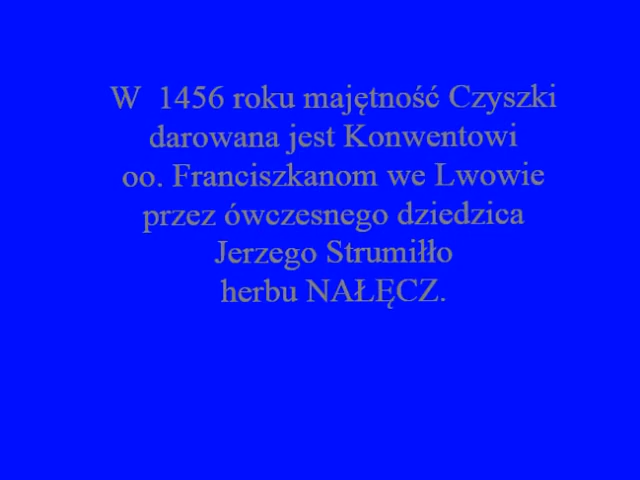 W  1456 roku majętność Czyszki
darowana jest Konwentowi
oo. Franciszkanom we Lwowie
przez ówczesnego dziedzica
Jerzego Strumiłło
herbu NAŁĘCZ.